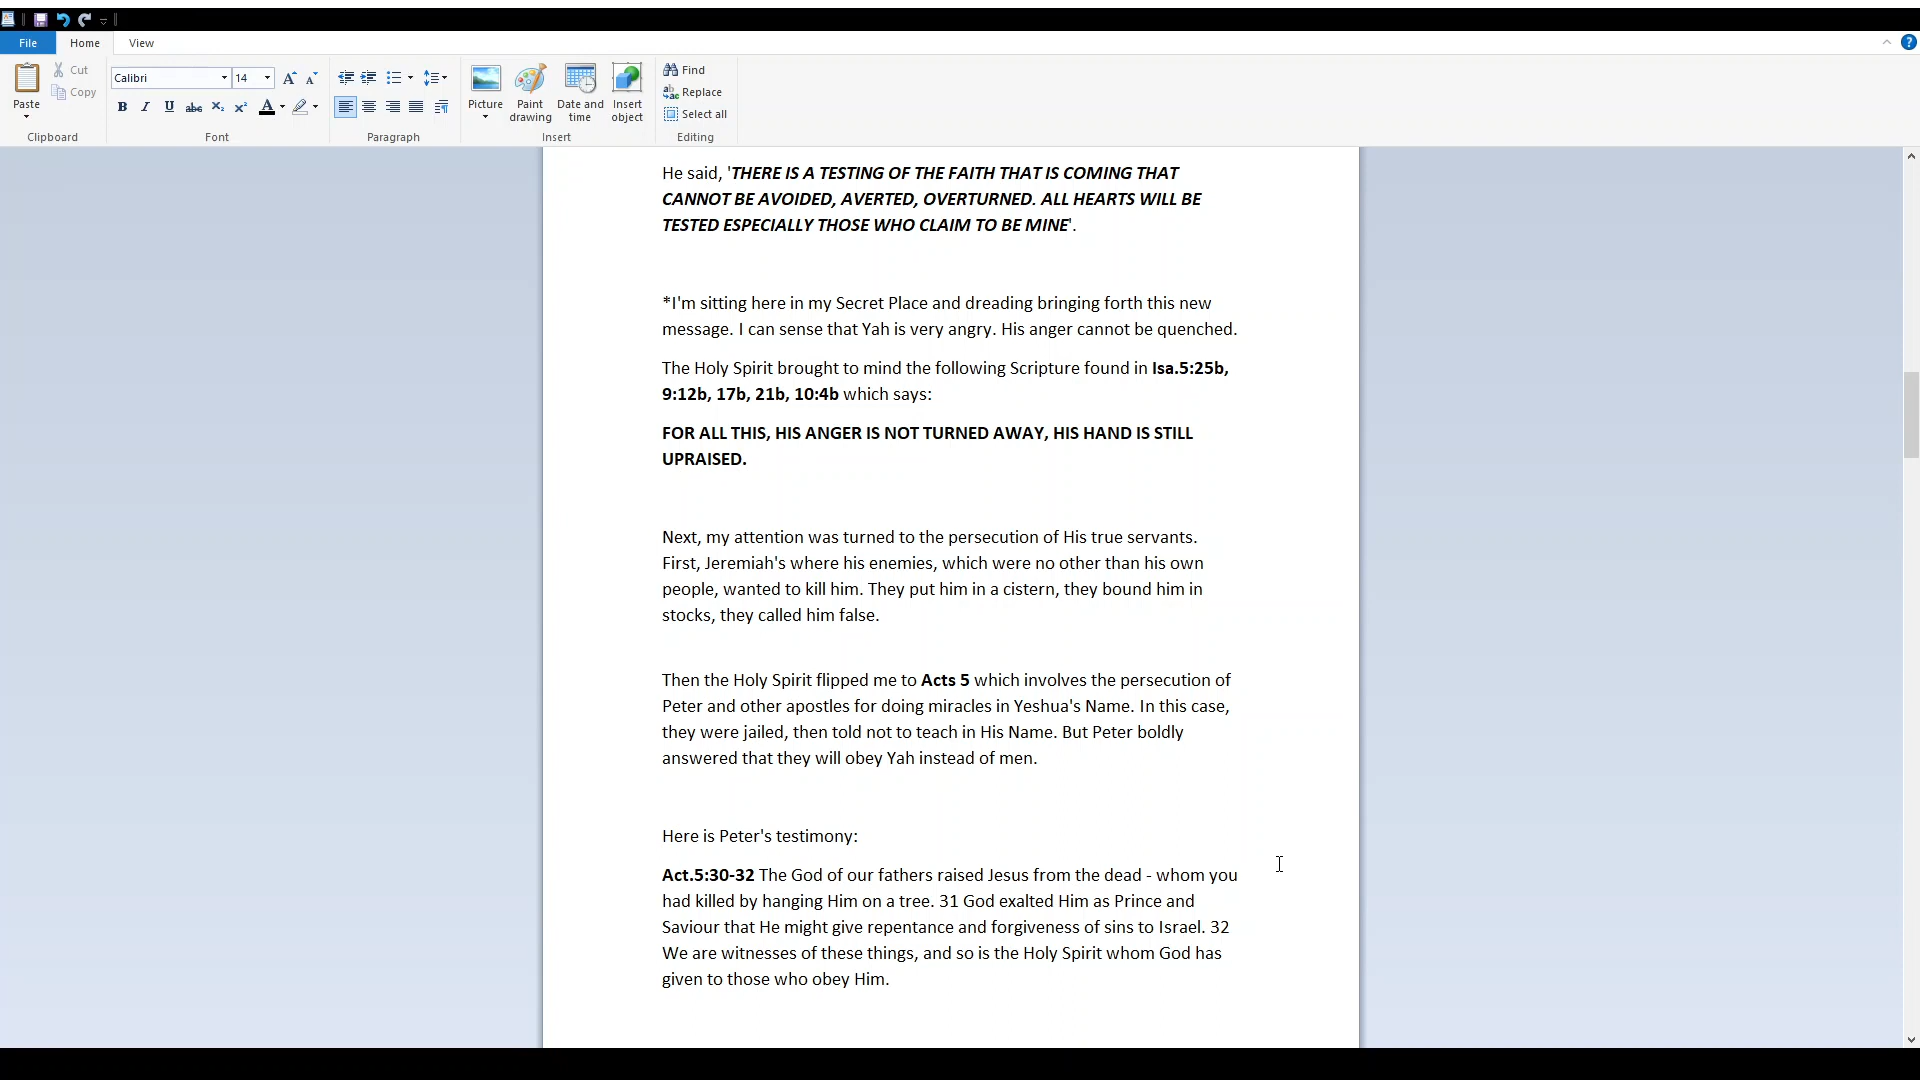 File Home View
Calibri 14
Paste Cut Copy
Clipboard
Font
Paragraph
Picture Paint drawing Date and time Insert object
Insert
Find
Replace
Select all
Editing
He said, 'THERE IS A TESTING OF THE FAITH THAT IS COMING THAT
CANNOT BE AVOIDED, AVERTED, OVERTURNED. ALL HEARTS WILL BE
TESTED ESPECIALLY THOSE WHO CLAIM TO BE MINE'.
*I'm sitting here in my Secret Place and dreading bringing forth this new
message. I can sense that Yah is very angry. His anger cannot be quenched.
The Holy Spirit brought to mind the following Scripture found in Isa.5:25b,
9:12b, 17b, 21b, 10:4b which says:
FOR ALL THIS, HIS ANGER IS NOT TURNED AWAY, HIS HAND IS STILL
UPRAISED.
Next, my attention was turned to the persecution of His true servants.
First, Jeremiah's where his enemies, which were no other than his own
people, wanted to kill him. They put him in a cistern, they bound him in
stocks, they called him false.
Then the Holy Spirit flipped me to Acts 5 which involves the persecution of
Peter and other apostles for doing miracles in Yeshua's Name. In this case,
they were jailed, then told not to teach in His Name. But Peter boldly
answered that they will obey Yah instead of men.
Here is Peter's testimony:
Act.5:30-32 The God of our fathers raised Jesus from the dead - whom you
had killed by hanging Him on a tree. 31 God exalted Him as Prince and
Saviour that He might give repentance and forgiveness of sins to Israel. 32
We are witnesses of these things, and so is the Holy Spirit whom God has
given to those who obey Him.